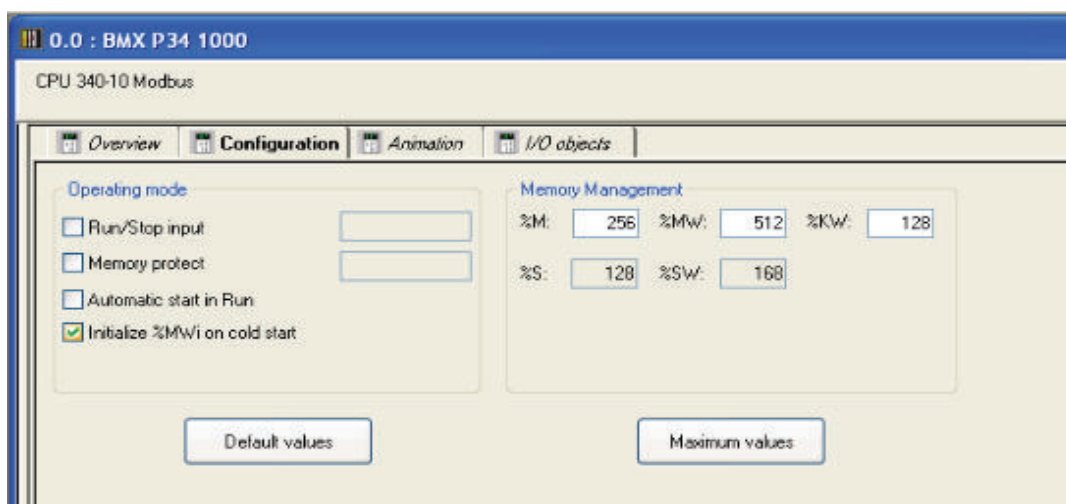 0.0 : BMX P34 1000
CPU 340-10 Modbus
Overview Configuration Animation I/O objects
Operating mode
Run/Stop input
Memory protect
Automatic start in Run
Initialize %MWi on cold start
Memory Management
%M: 256 %MW: 512 %KW: 128
%S: 128 %SW: 168
Default values Maximum values